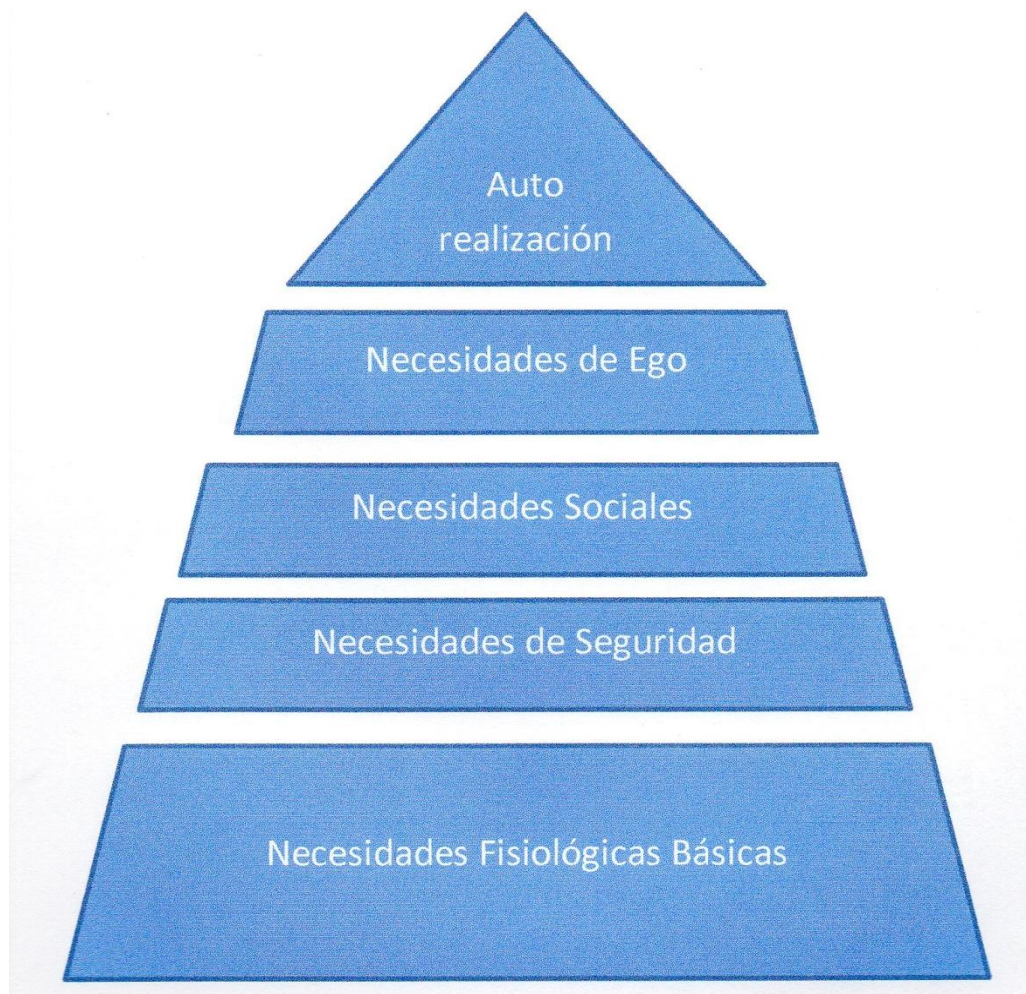 Auto
realización
Necesidades de Ego
Necesidades Sociales
Necesidades de Seguridad
Necesidades Fisiológicas Básicas